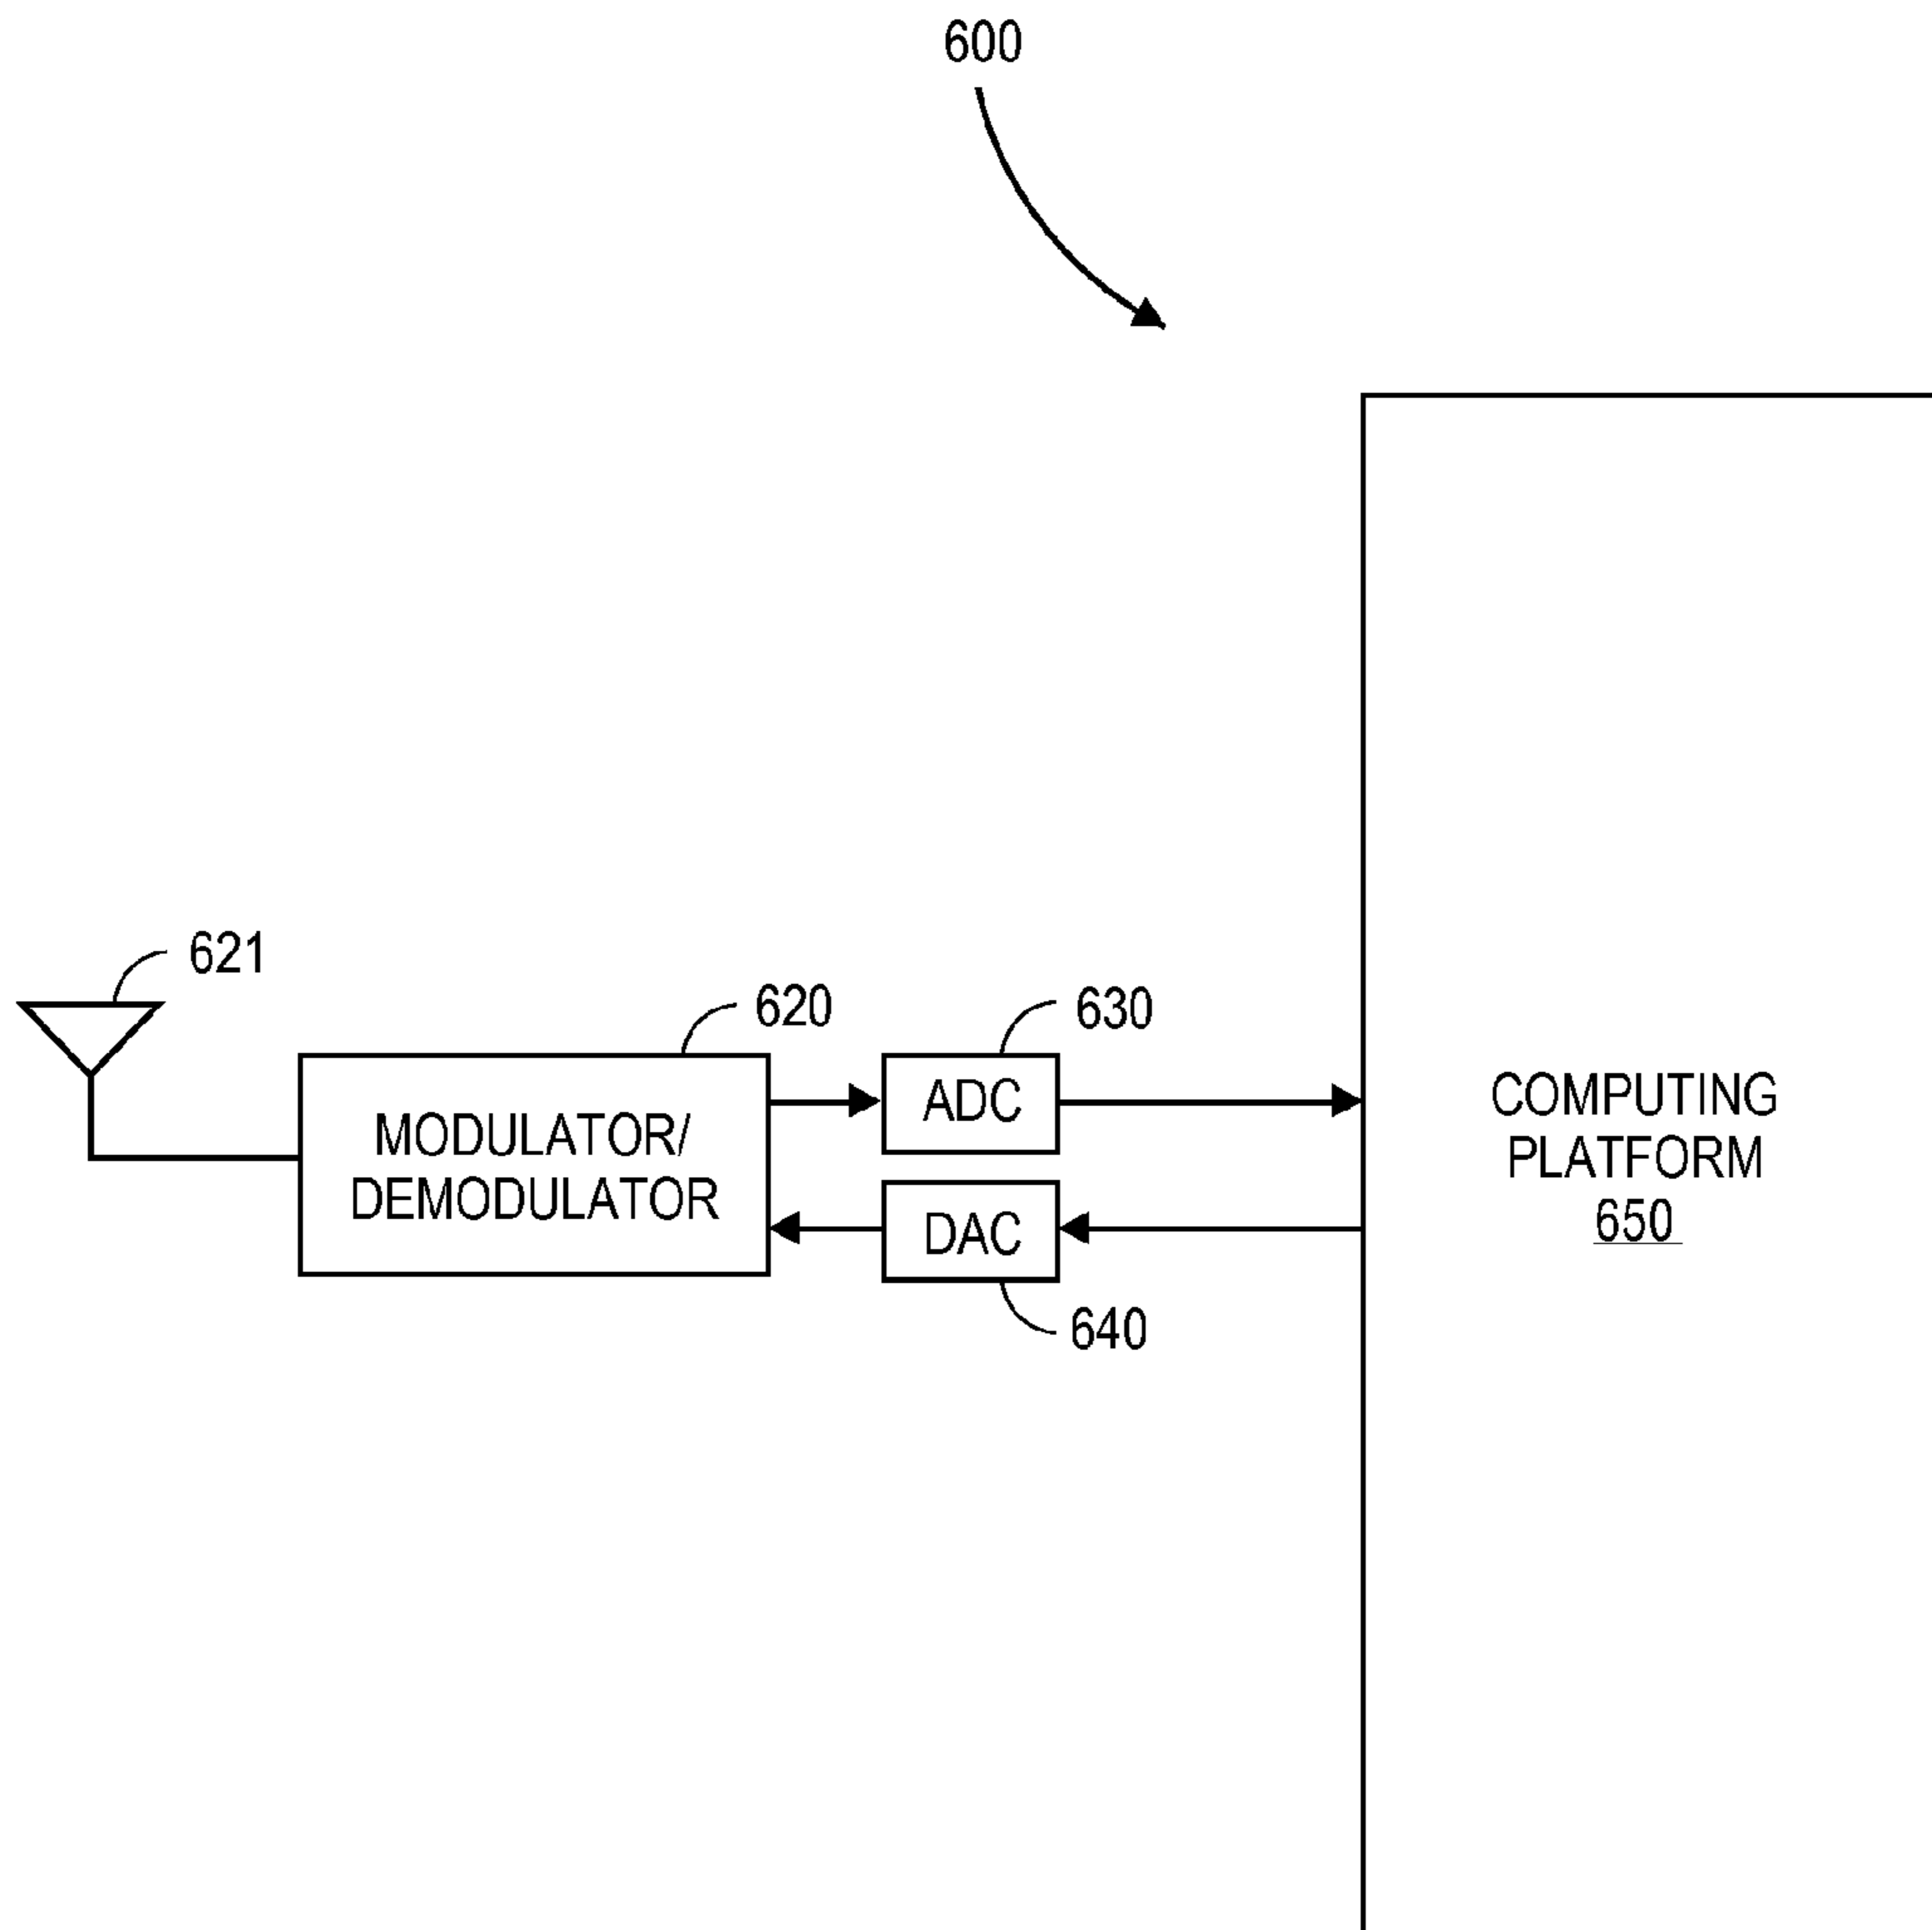 600
621
620
630
MODULATOR/
DEMODULATOR
ADC
DAC
640
COMPUTING
PLATFORM
650